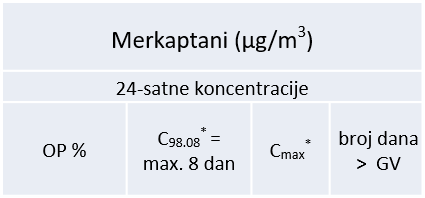 Merkaptani (µg/m³)
24-satne koncentracije
OP %
C98.08* =
max. 8 dan
Cmax*
broj dana
> GV